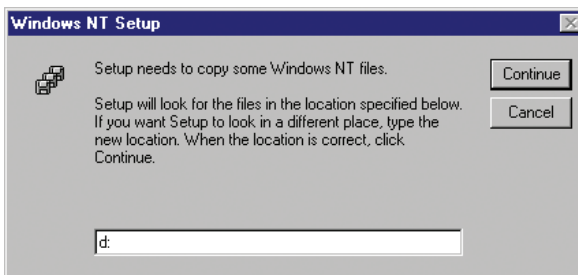 Windows NT Setup
Setup needs to copy some Windows NT files.
Continue
Setup will look for the files in the location specified below.
If you want Setup to look in a different place, type the
new location. When the location is correct, click
Continue.
Cancel
d: